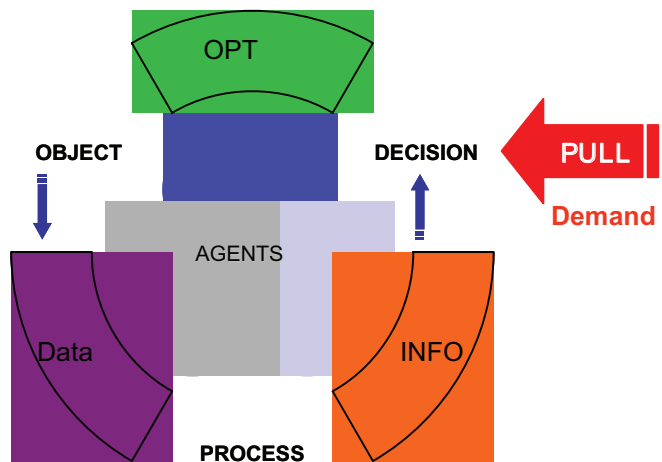 OPT
OBJECT
DECISION
PULL
Demand
AGENTS
Data
INFO
PROCESS